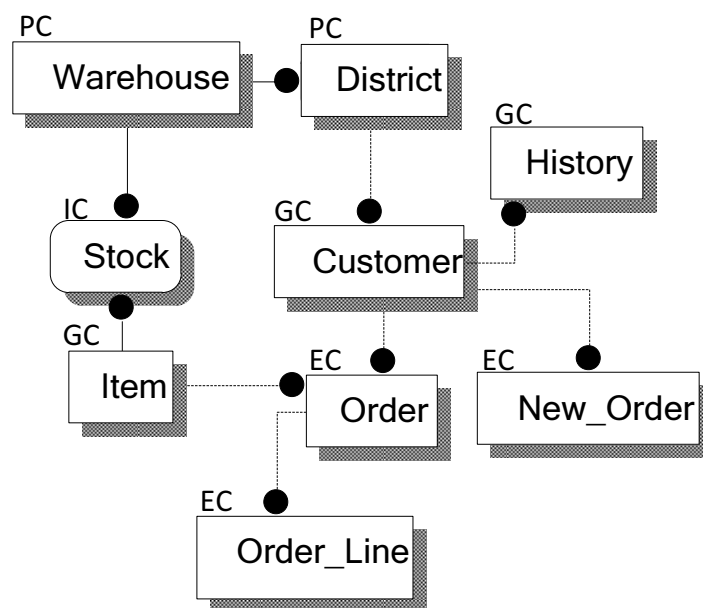 PC
Warehouse
PC
District
GC
History
IC
Stock
GC
Customer
GC
Item
EC
Order
EC
New_Order
EC
Order_Line